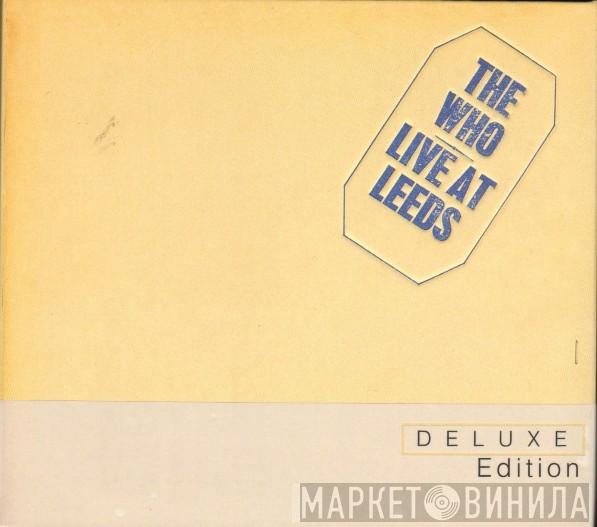 THE
WHO
LIVE AT
LEEDS
DELUXE
Edition
МАРКЕТ ВИНИЛА